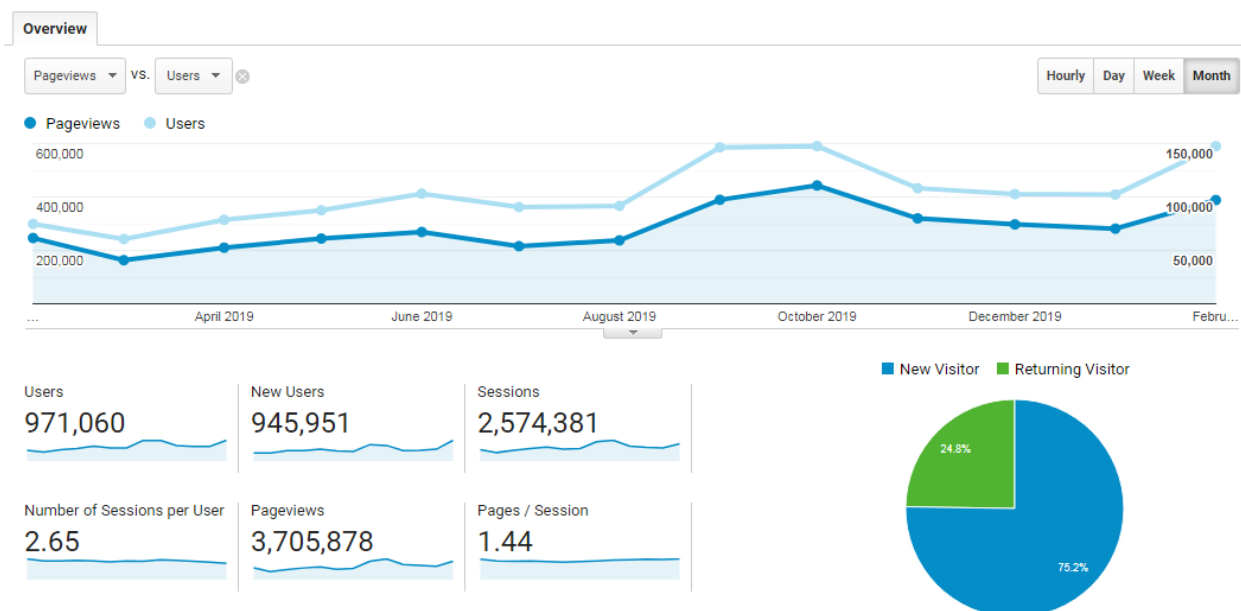 Overview
Pageviews vs. Users
Hourly Day Week Month
Pageviews Users
600,000 150,000
400,000 100,000
200,000 50,000
... April 2019 June 2019 August 2019 October 2019 December 2019 Febru...
New Visitor Returning Visitor
Users New Users Sessions
971,060 945,951 2,574,381
24.8%
Number of Sessions per User Pageviews Pages / Session
2.65 3,705,878 1.44
75.2%